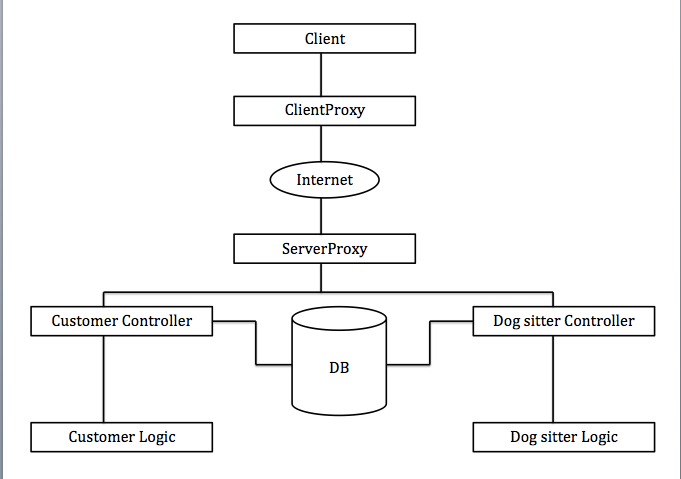 Client
ClientProxy
Internet
ServerProxy
Customer Controller
Dog sitter Controller
DB
Customer Logic
Dog sitter Logic